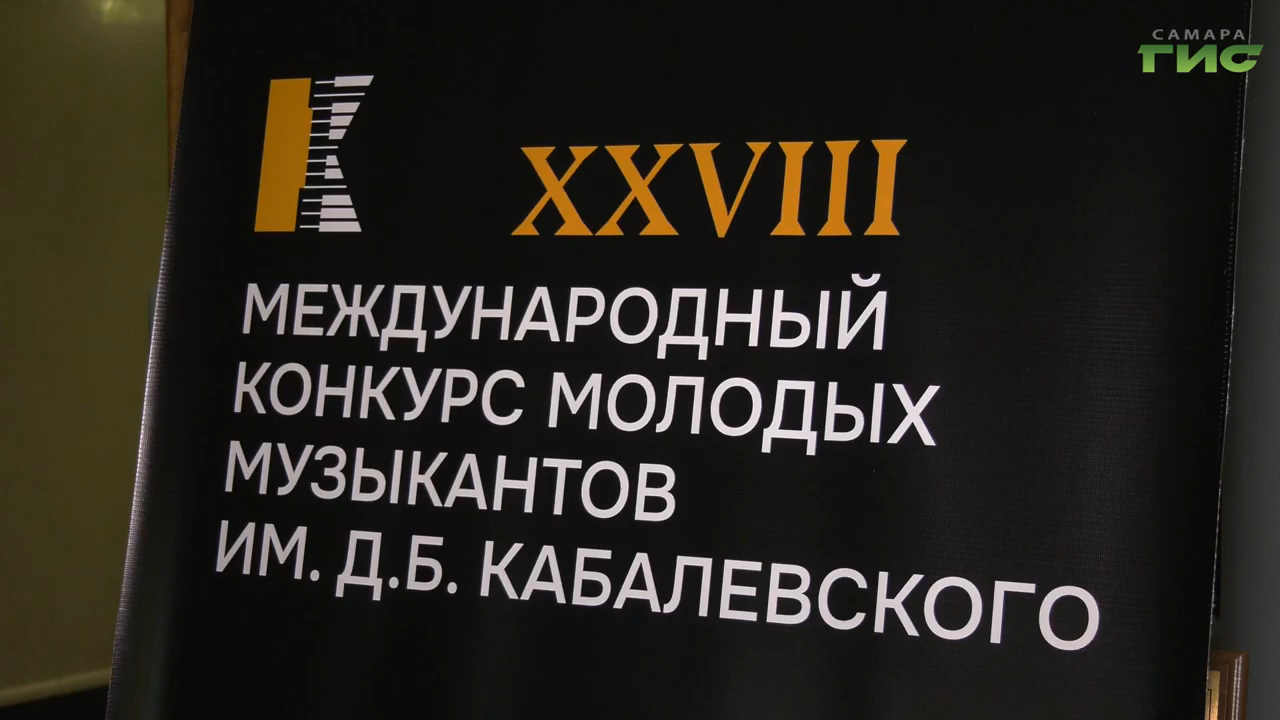 САМАРА
ГИС
XXVIII
МЕЖДУНАРОДНЫЙ
КОНКУРС МОЛОДЫХ
МУЗЫКАНТОВ
ИМ. Д.Б. КАБАЛЕВСКОГО